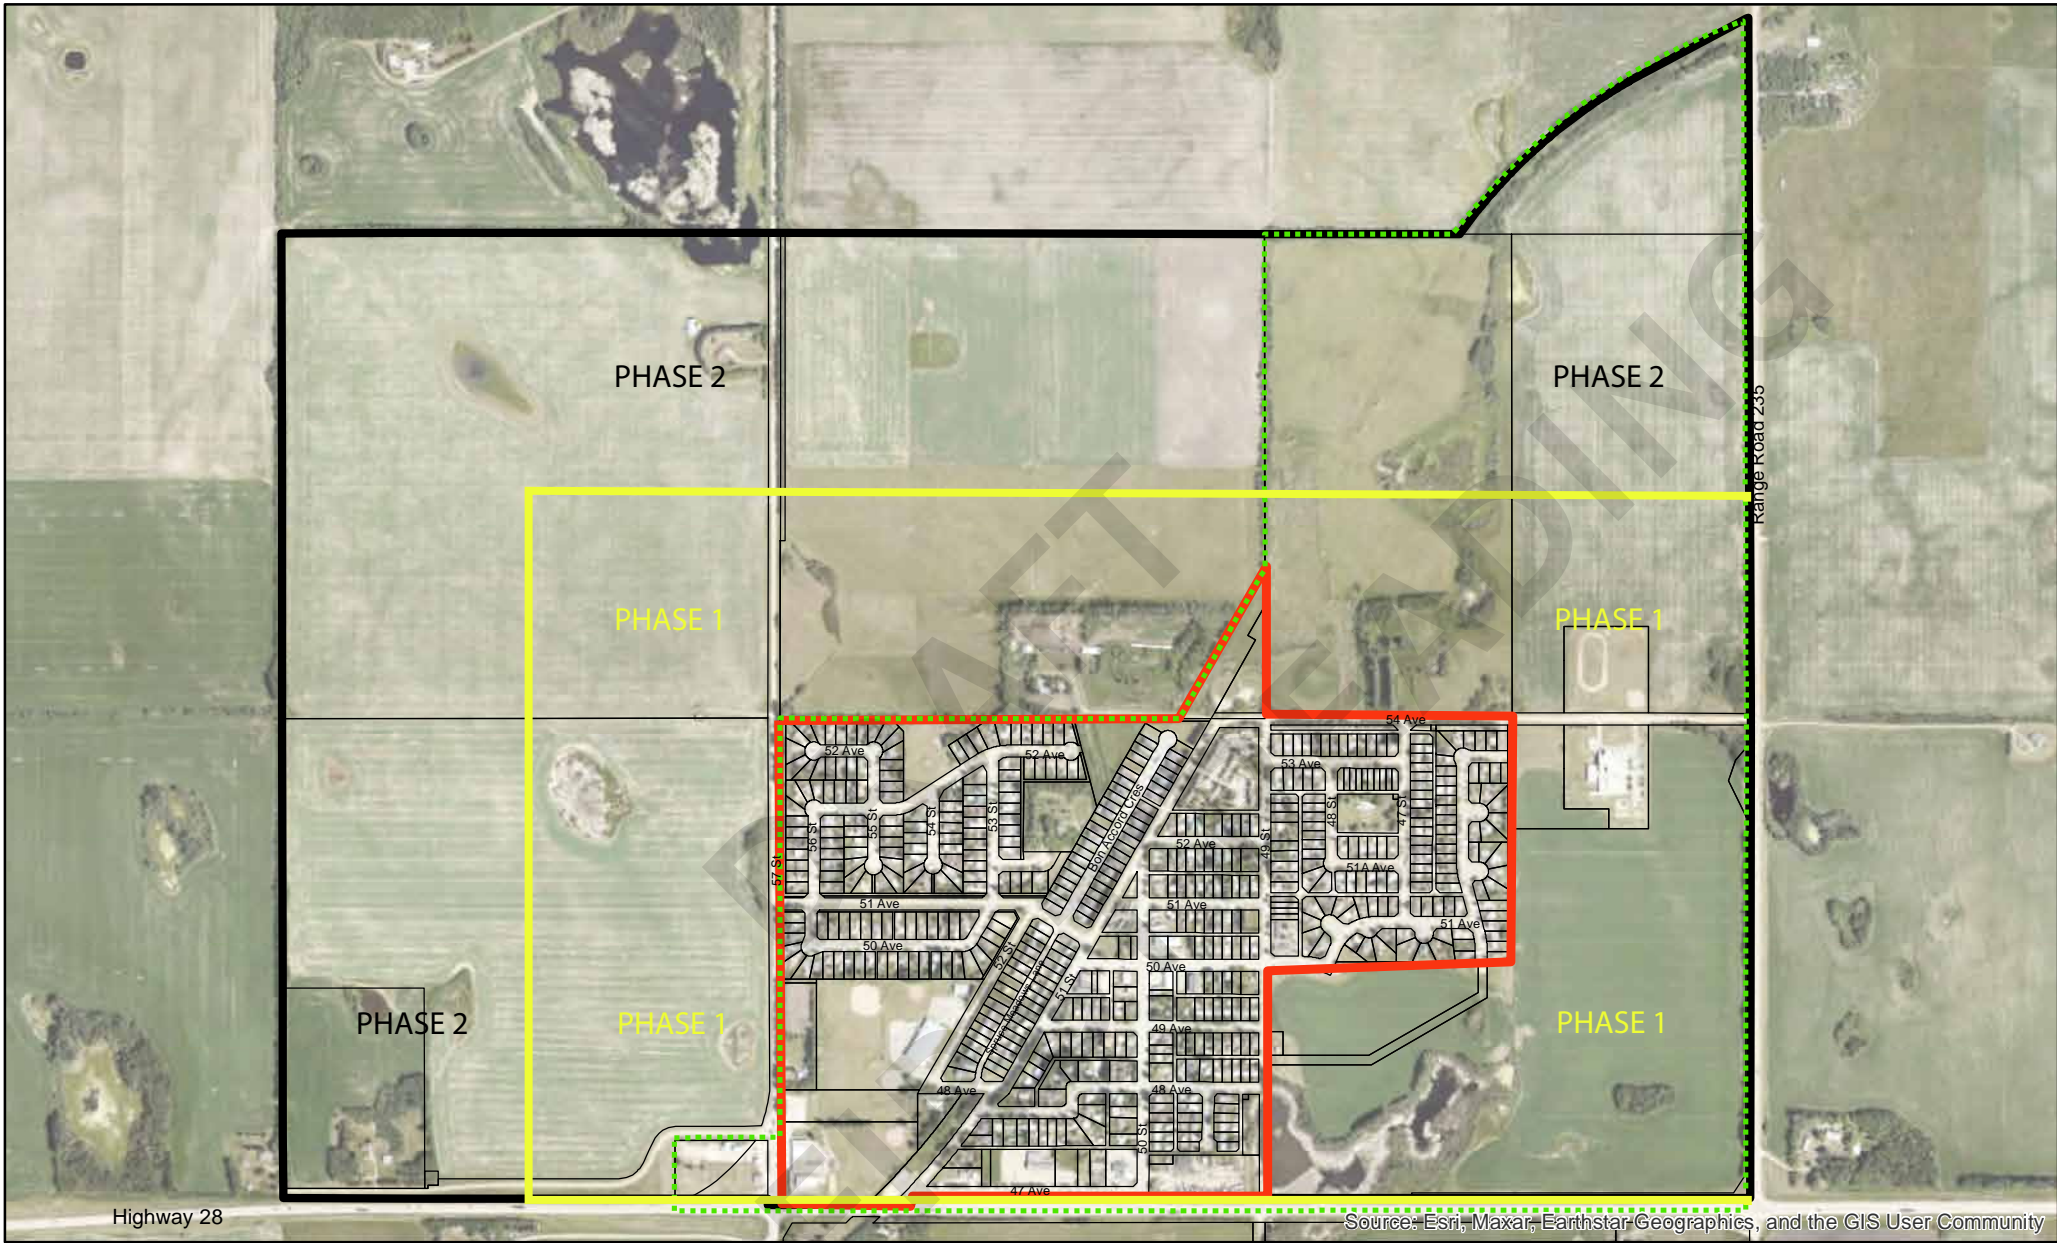 PHASE 2
PHASE 2
Range Road 235
PHASE 1
PHASE 1
54 Ave
52 Ave
52 Ave
53 Ave
Bon Accord Cres
56 St
55 St
54 St
53 St
48 St
47 St
52 Ave
49 St
57 St
51A Ave
51 Ave
51 Ave
51 Ave
50 Ave
52 St
50 Ave
51 St
PHASE 2
PHASE 1
PHASE 1
49 Ave
48 Ave
48 Ave
50 St
47 Ave
Highway 28
Source: Esri, Maxar, Earthstar Geographics, and the GIS User Community